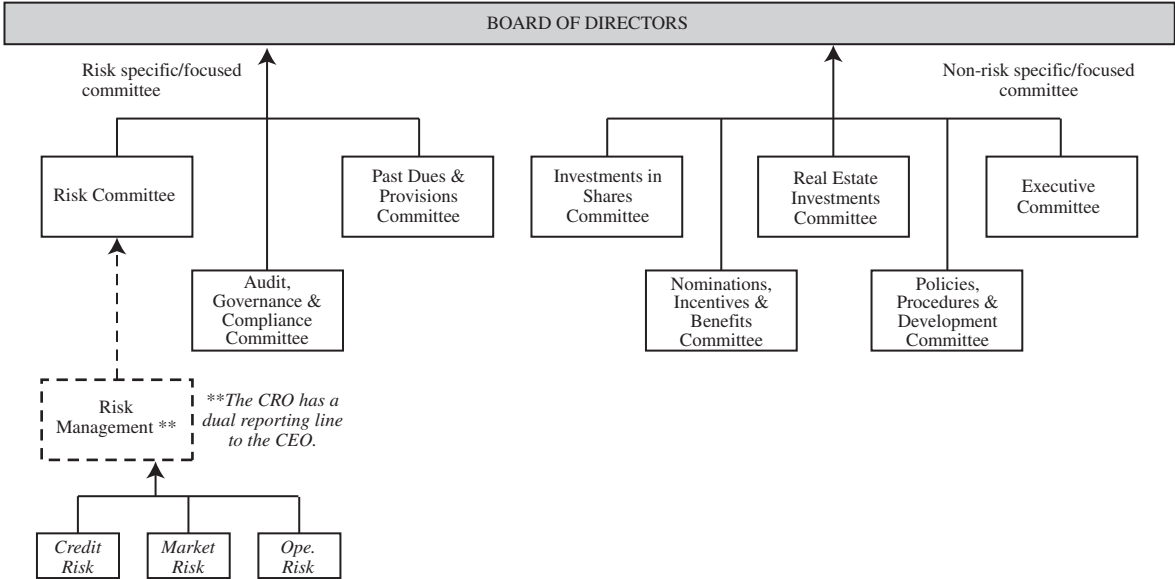 BOARD OF DIRECTORS
Risk specific/focused
committee
Non-risk specific/focused
committee
Risk Committee
Past Dues &
Provisions
Committee
Investments in
Shares
Committee
Real Estate
Investments
Committee
Executive
Committee
Audit,
Governance &
Compliance
Committee
Nominations,
Incentives &
Benefits
Committee
Policies,
Procedures &
Development
Committee
Risk
Management **
**The CRO has a
dual reporting line
to the CEO.
Credit
Risk
Market
Risk
Ope.
Risk